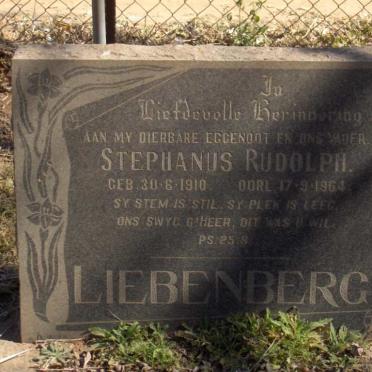 In
Liefdevolle Herinnering
AAN MY DIERBARE EGGENOOT EN ONS VADER
STEPHANUS RUDOLPH.
GEB. 30-6-1910. OORL. 17-9-1964.
SY STEM IS STIL, SY PLEK IS LEEG,
ONS SWYG O HEER, DIT WAS U WIL.
PS. 25:8.
LIEBENBERG